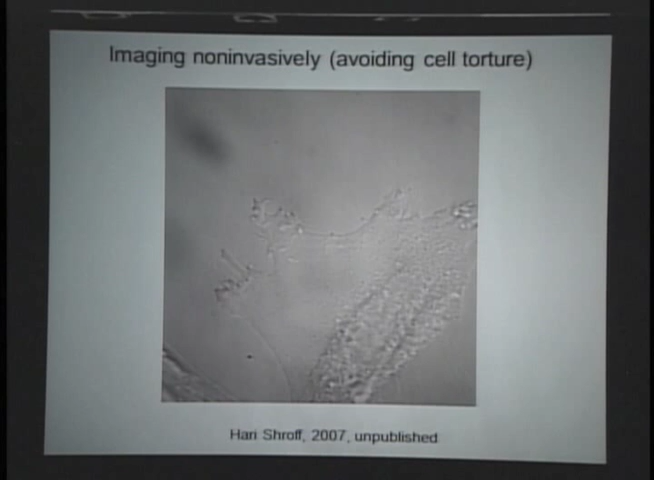 Imaging noninvasively (avoiding cell torture)
Hari Shroff, 2007, unpublished